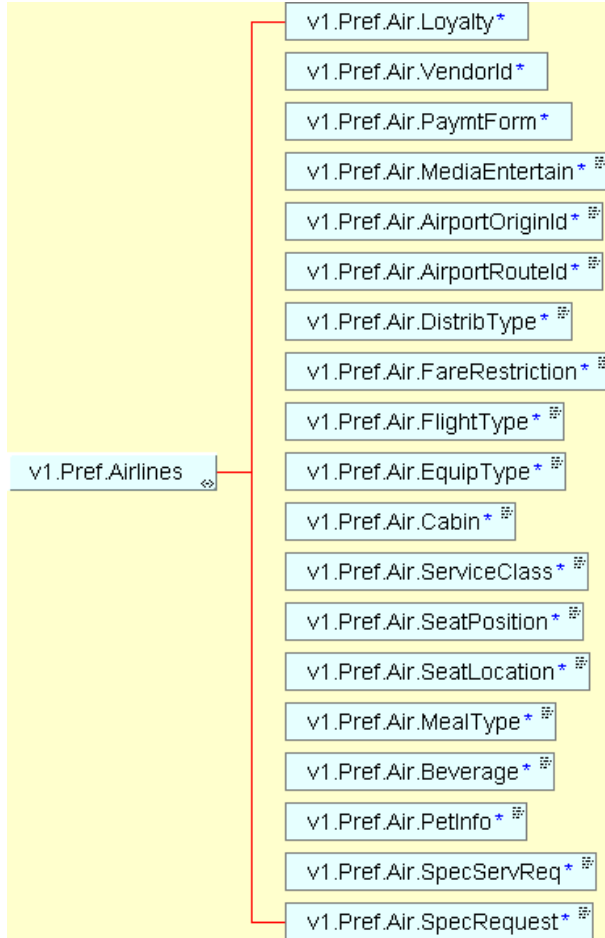 v1.Pref.Air.Loyalty*
v1.Pref.Air.VendorId*
v1.Pref.Air.PaymtForm*
v1.Pref.Air.MediaEntertain*
v1.Pref.Air.AirportOriginId*
v1.Pref.Air.AirportRouteId*
v1.Pref.Air.DistribType*
v1.Pref.Air.FareRestriction*
v1.Pref.Air.FlightType*
v1.Pref.Airlines
v1.Pref.Air.EquipType*
v1.Pref.Air.Cabin*
v1.Pref.Air.ServiceClass*
v1.Pref.Air.SeatPosition*
v1.Pref.Air.SeatLocation*
v1.Pref.Air.MealType*
v1.Pref.Air.Beverage*
v1.Pref.Air.PetInfo*
v1.Pref.Air.SpecServReq*
v1.Pref.Air.SpecRequest*